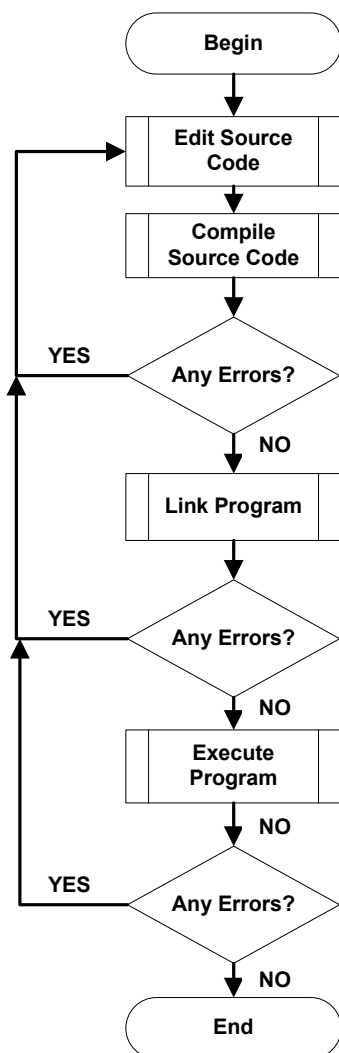 Begin
Edit Source
Code
Compile
Source Code
YES
Any Errors?
NO
Link Program
YES
Any Errors?
NO
Execute
Program
NO
YES
Any Errors?
NO
End